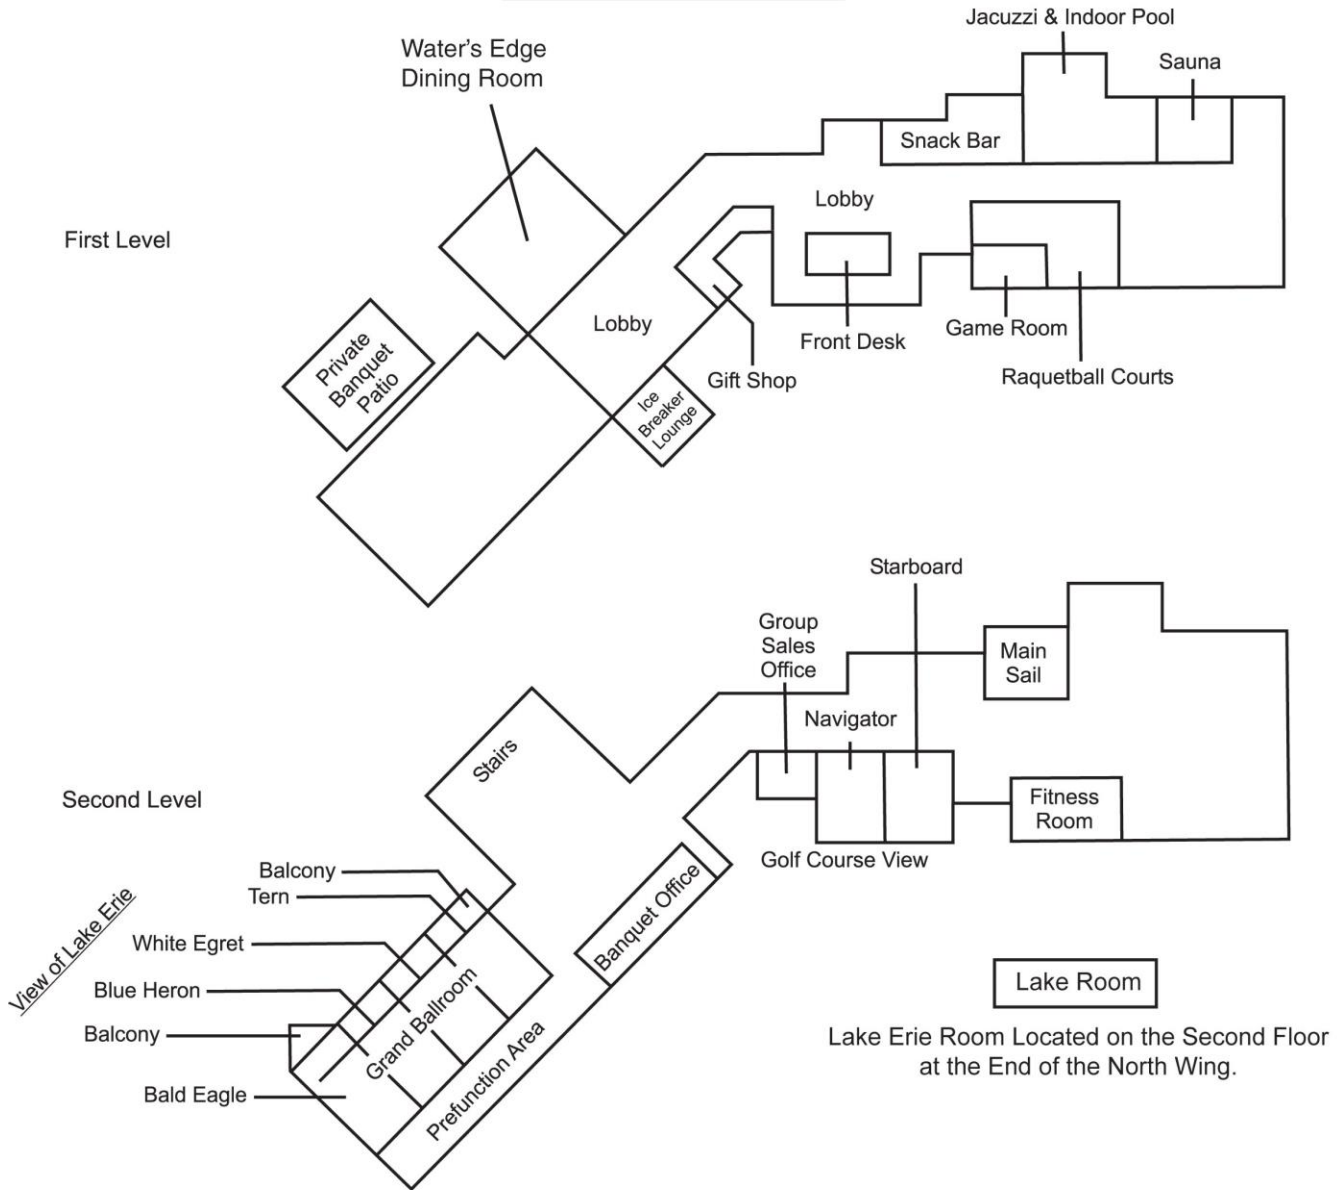 Jacuzzi & Indoor Pool
Water's Edge
Dining Room
Sauna
Snack Bar
Lobby
First Level
Lobby
Front Desk
Game Room
Raquetball Courts
Gift Shop
Private
Banquet
Patio
Ice
Breaker
Lounge
Starboard
Group
Sales
Office
Main
Sail
Navigator
Stairs
Second Level
Fitness
Room
Golf Course View
Banquet Office
Balcony
Tern
View of Lake Erie
White Egret
Blue Heron
Balcony
Grand Ballroom
Bald Eagle
Prefunction Area
Lake Room
Lake Erie Room Located on the Second Floor
at the End of the North Wing.